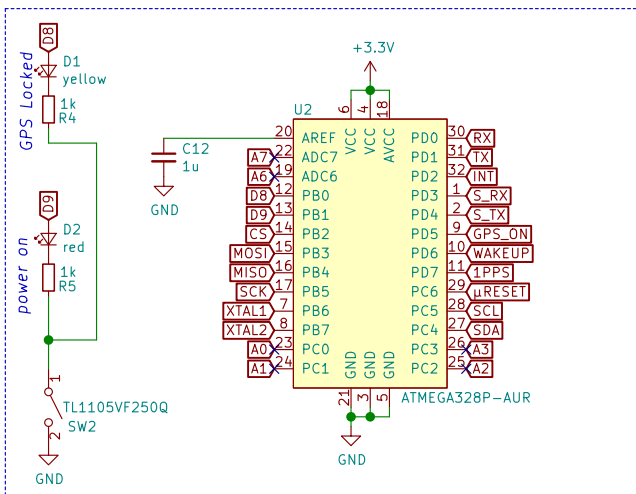 D8
D1
yellow
1k
R4
GPS Locked
D9
D2
red
1k
R5
power on
1
2
TL1105VF250Q
SW2
GND
C12
1u
GND
+3.3V
U2
6
VCC
4
VCC
18
AVCC
20 AREF
A7 22 ADC7
A6 19 ADC6
D8 12 PB0
D9 13 PB1
CS 14 PB2
MOSI 15 PB3
MISO 16 PB4
SCK 17 PB5
XTAL1 7 PB6
XTAL2 8 PB7
A0 23 PC0
A1 24 PC1
PD0 30 RX
PD1 31 TX
PD2 32 INT
PD3 1 S_RX
PD4 2 S_TX
PD5 9 GPS_ON
PD6 10 WAKEUP
PD7 11 1PPS
PC6 29 µRESET
PC5 28 SCL
PC4 27 SDA
PC3 26 A3
PC2 25 A2
GND
21
GND
3
GND
5
ATMEGA328P-AUR
GND